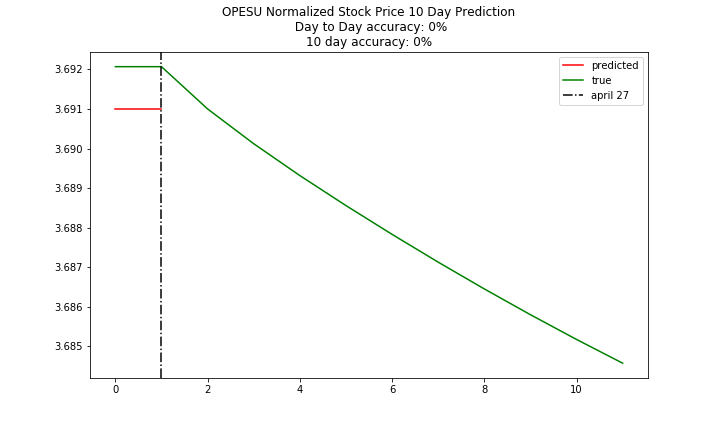 OPESU Normalized Stock Price 10 Day Prediction
Day to Day accuracy: 0%
10 day accuracy: 0%
predicted
true
april 27
3.692
3.691
3.690
3.689
3.688
3.687
3.686
3.685
0 2 4 6 8 10